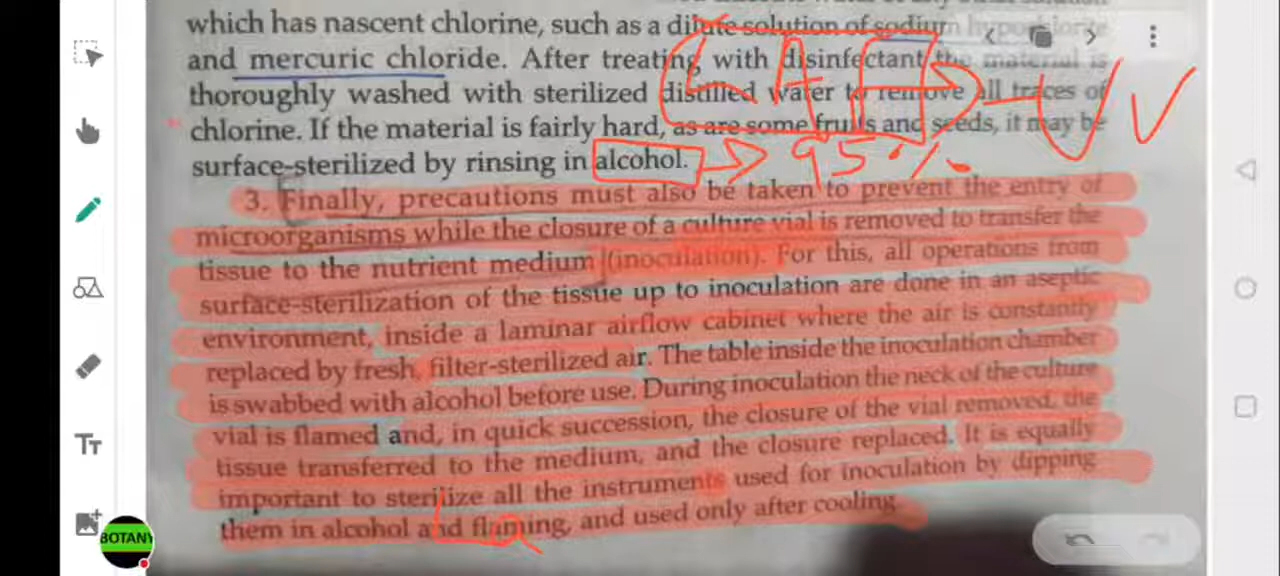 which has nascent chlorine, such as a dilute solution of sodium hypochlorite
and mercuric chloride. After treating with disinfectant the material is
thoroughly washed with sterilized distilled water to remove all traces of
chlorine. If the material is fairly hard, as are some fruits and seeds, it may be
surface-sterilized by rinsing in alcohol. → 95%
3. Finally, precautions must also be taken to prevent the entry of
microorganisms while the closure of a culture vial is removed to transfer the
tissue to the nutrient medium (inoculation). For this, all operations from
surface-sterilization of the tissue up to inoculation are done in an aseptic
environment, inside a laminar airflow cabinet where the air is constantly
replaced by fresh, filter-sterilized air. The table inside the inoculation chamber
is swabbed with alcohol before use. During inoculation the neck of the culture
vial is flamed and, in quick succession, the closure of the vial removed, the
tissue transferred to the medium, and the closure replaced. It is equally
important to sterilize all the instruments used for inoculation by dipping
them in alcohol and flaming, and used only after cooling.
TT
BOTANY